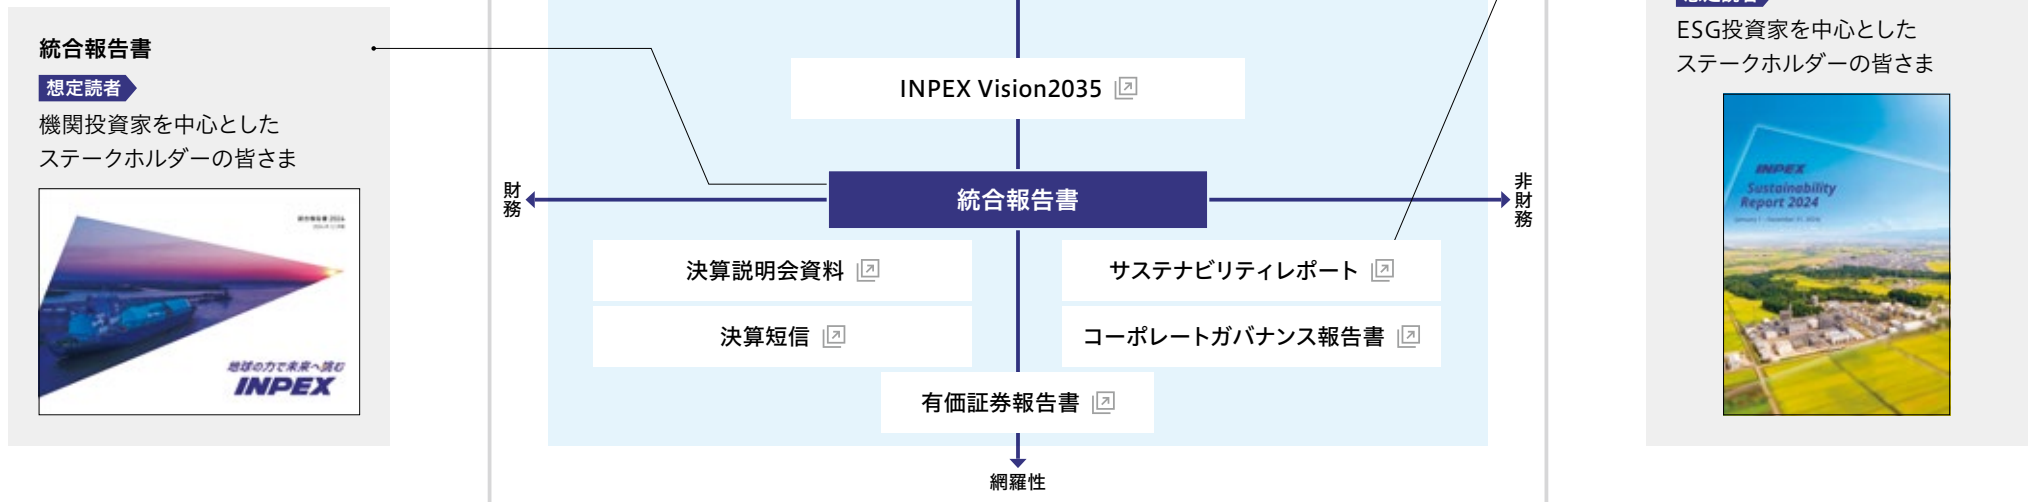 統合報告書
想定読者
機関投資家を中心とした
ステークホルダーの皆さま
統合報告書 2024
地球の力で未来へ挑む
INPEX
INPEX Vision2035
財務
統合報告書
非財務
決算説明会資料
サステナビリティレポート
決算短信
コーポレートガバナンス報告書
有価証券報告書
網羅性
ESG投資家を中心とした
ステークホルダーの皆さま
INPEX
Sustainability
Report 2024